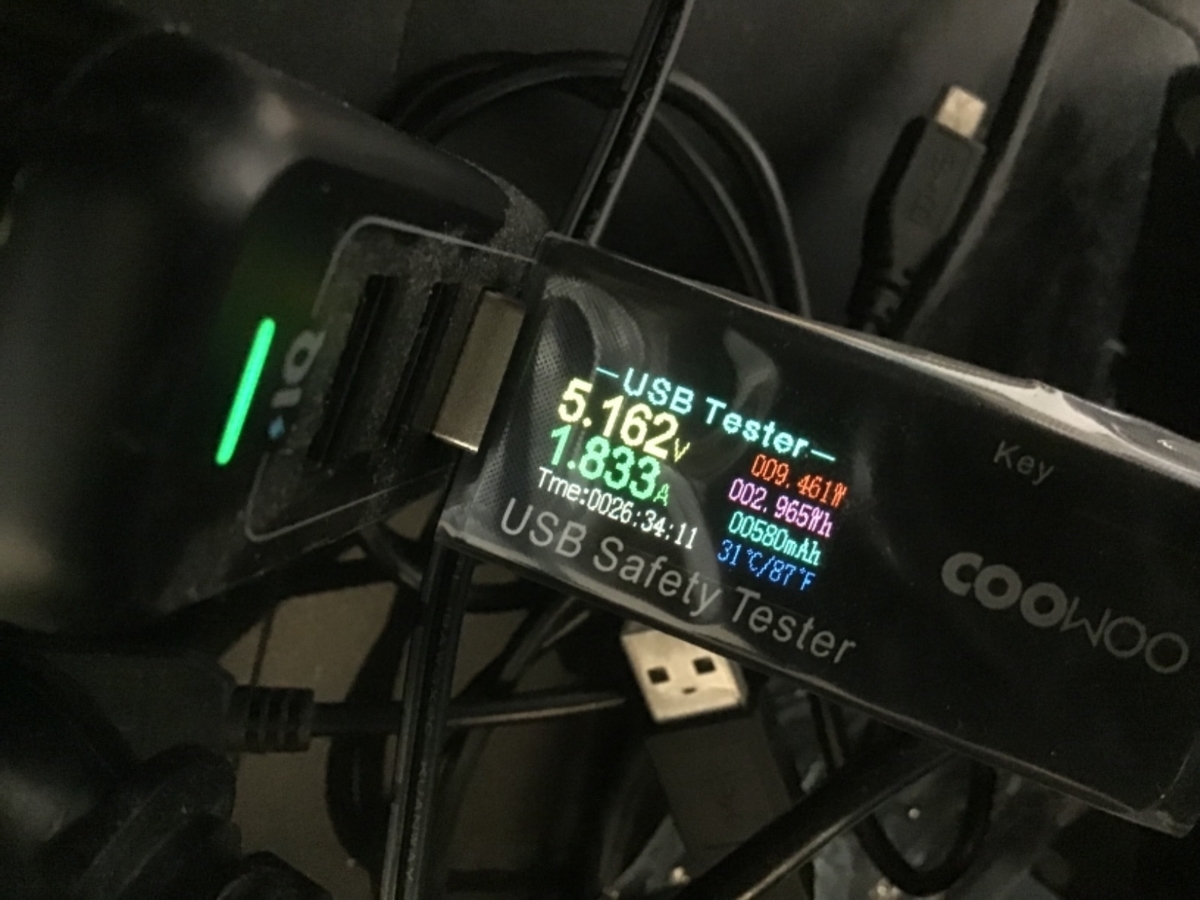 IQ
-USB Tester-
5.162V
1.833A
Tme:0026:34:11
009.461W
002.965Wh
00580mAh
31°C/87°F
USB Safety Tester
Key
COOWOO